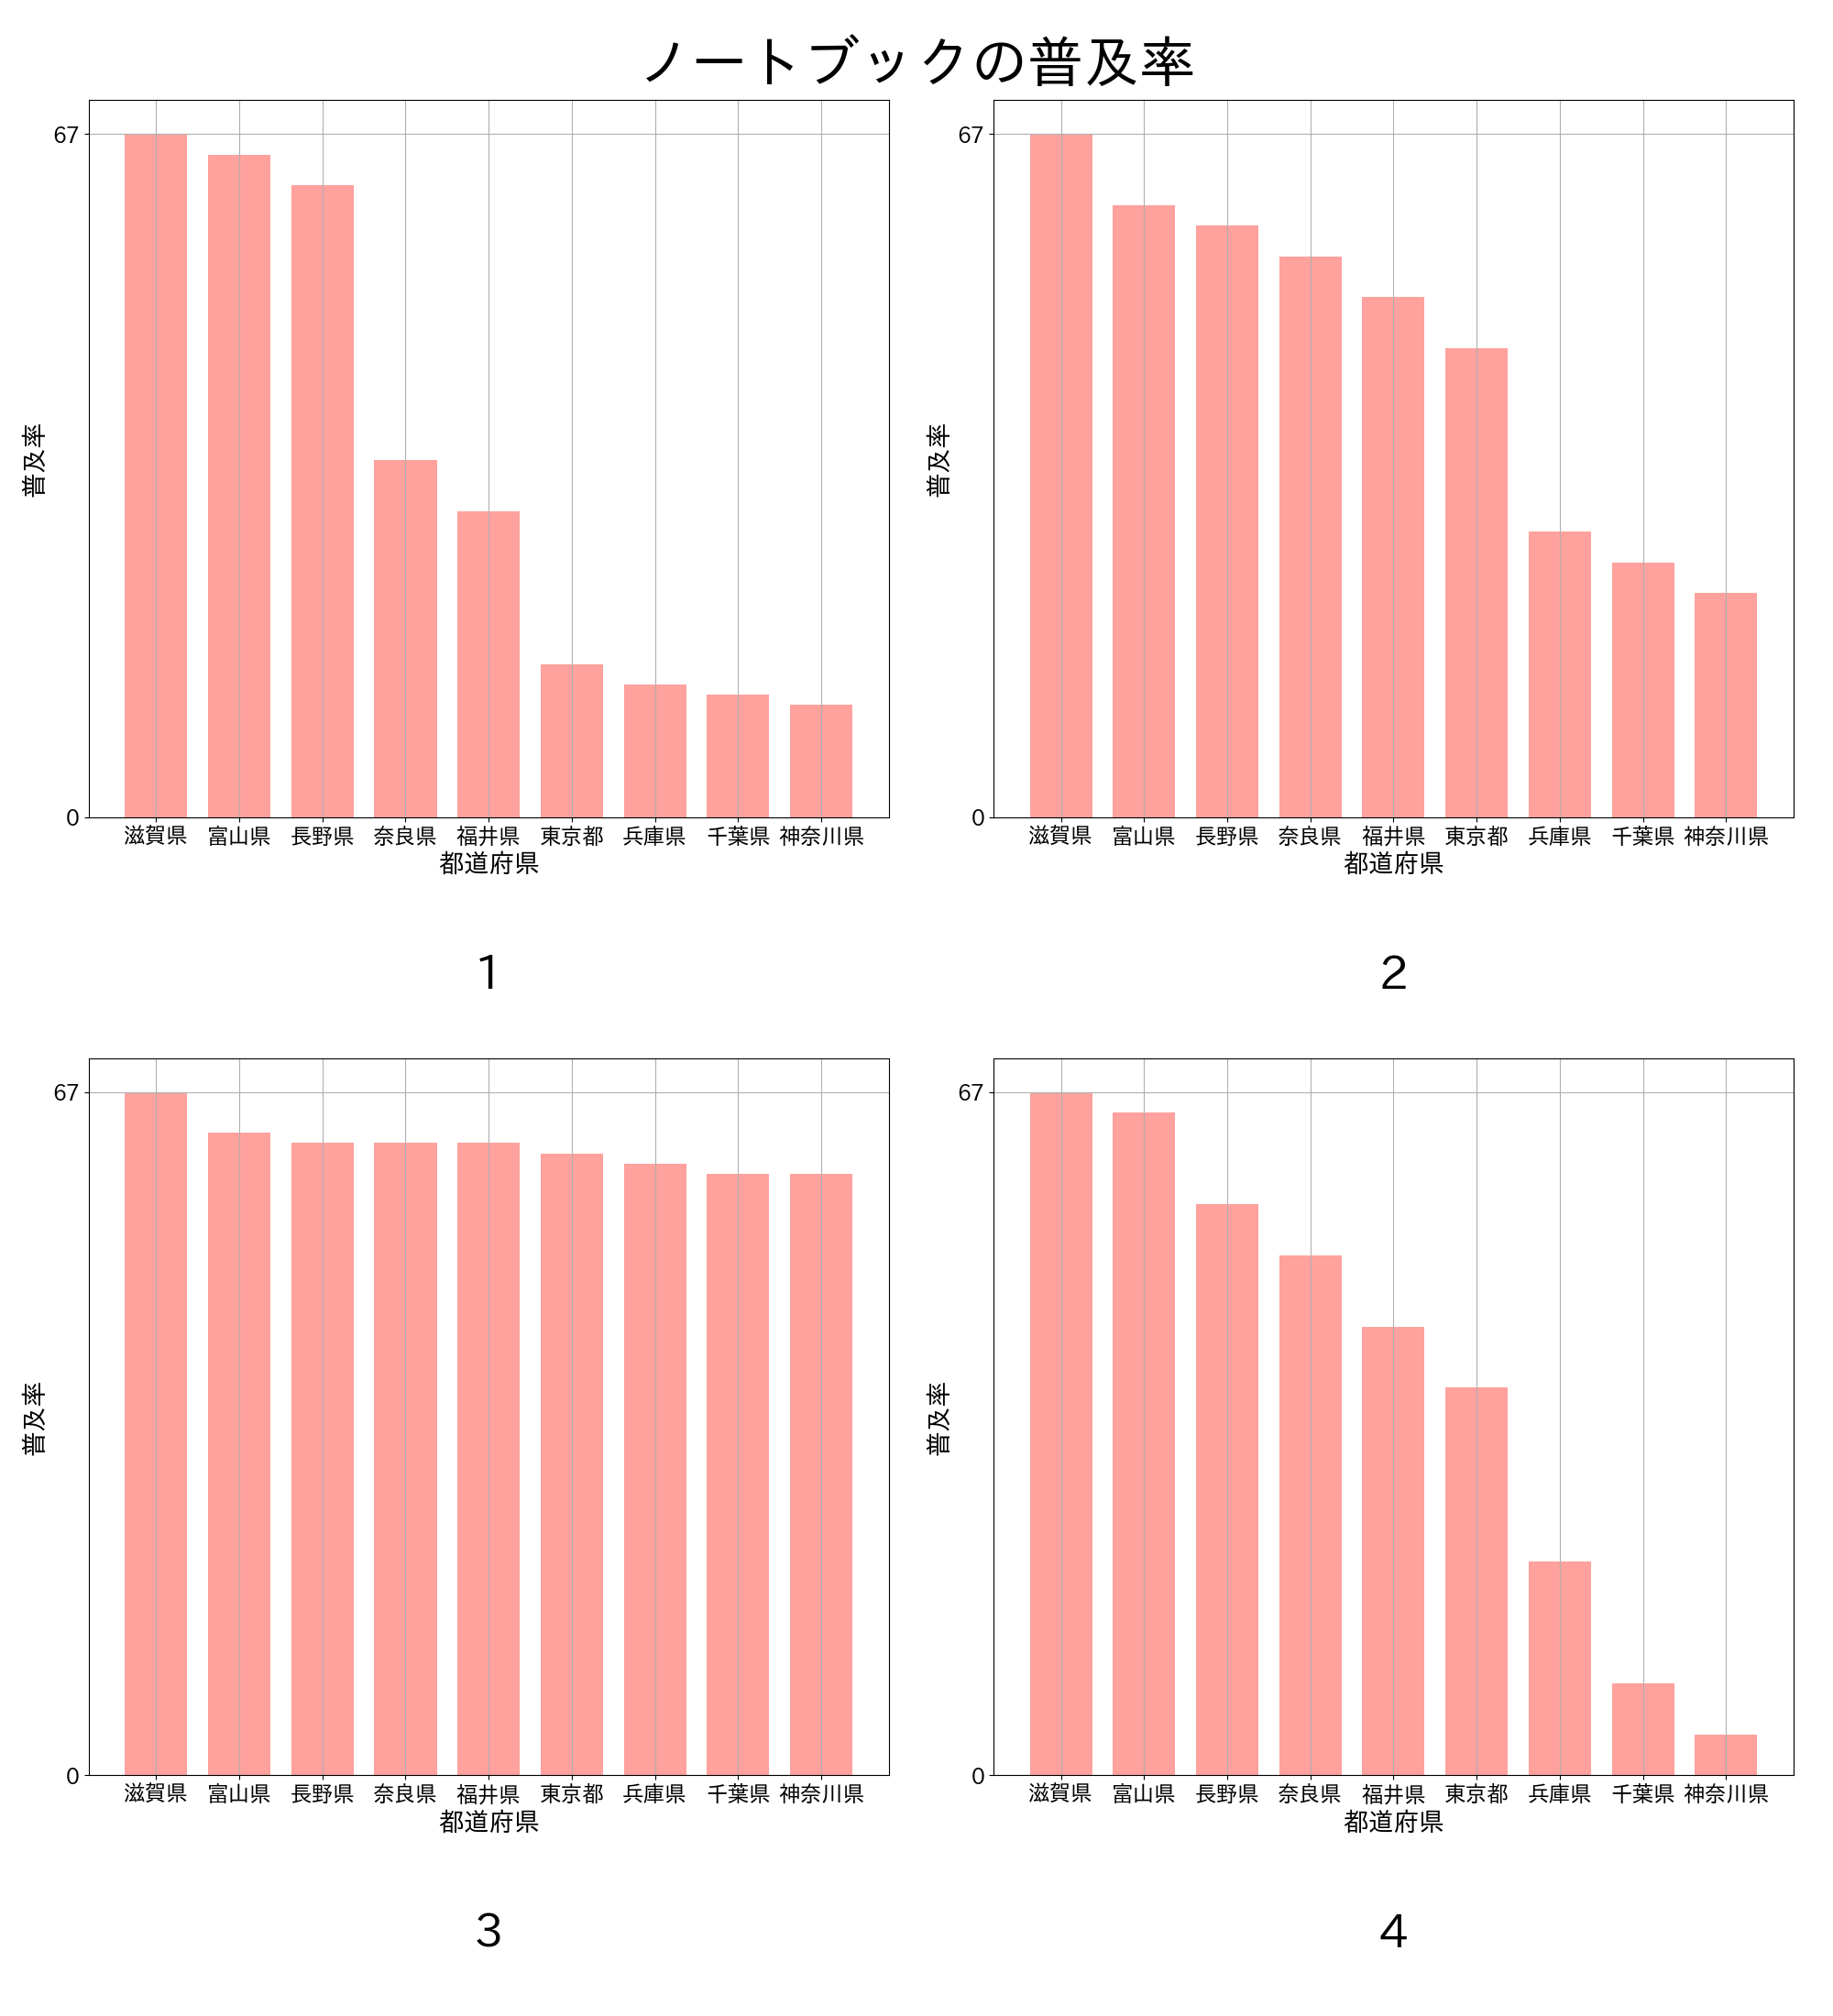 ノートブックの普及率
67
0
普及率
滋賀県 富山県 長野県 奈良県 福井県 東京都 兵庫県 千葉県 神奈川県
都道府県
1
67
0
普及率
滋賀県 富山県 長野県 奈良県 福井県 東京都 兵庫県 千葉県 神奈川県
都道府県
2
67
0
普及率
滋賀県 富山県 長野県 奈良県 福井県 東京都 兵庫県 千葉県 神奈川県
都道府県
3
67
0
普及率
滋賀県 富山県 長野県 奈良県 福井県 東京都 兵庫県 千葉県 神奈川県
都道府県
4